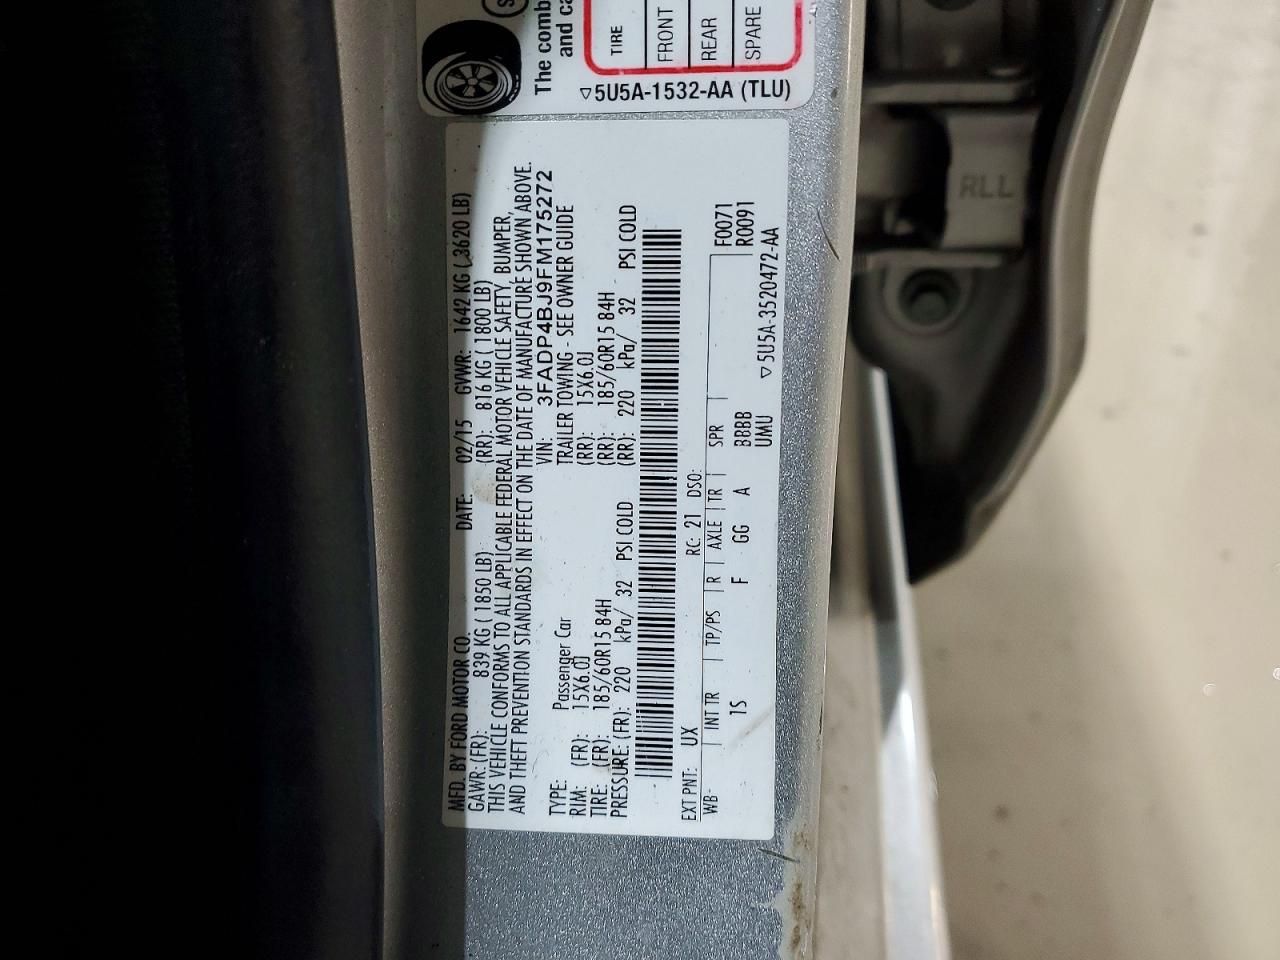 The comb
and ca
TIRE
FRONT
REAR
SPARE
▽5U5A-1532-AA (TLU)
MFD. BY FORD MOTOR CO. DATE: 02/15 GVWR: 1642 KG ( 3620 LB)
GAWR: (FR): 839 KG ( 1850 LB) (RR): 816 KG ( 1800 LB)
THIS VEHICLE CONFORMS TO ALL APPLICABLE FEDERAL MOTOR VEHICLE SAFETY, BUMPER,
AND THEFT PREVENTION STANDARDS IN EFFECT ON THE DATE OF MANUFACTURE SHOWN ABOVE.
VIN: 3FADP4BJ9FM175272
TYPE: Passenger Car TRAILER TOWING - SEE OWNER GUIDE
RIM: (FR): 15X6.0J (RR): 15X6.0J
TIRE: (FR): 185/60R15 84H (RR): 185/60R15 84H
PRESSURE: (FR): 220 kPa/ 32 PSI COLD (RR): 220 kPa/ 32 PSI COLD
EXT PNT: UX RC: 21 DSO: F0071
WB- INT TR TP/PS R AXLE TR SPR R0091
1S F GG A BBBB
UMU
▽5U5A-3520472-AA
RLL